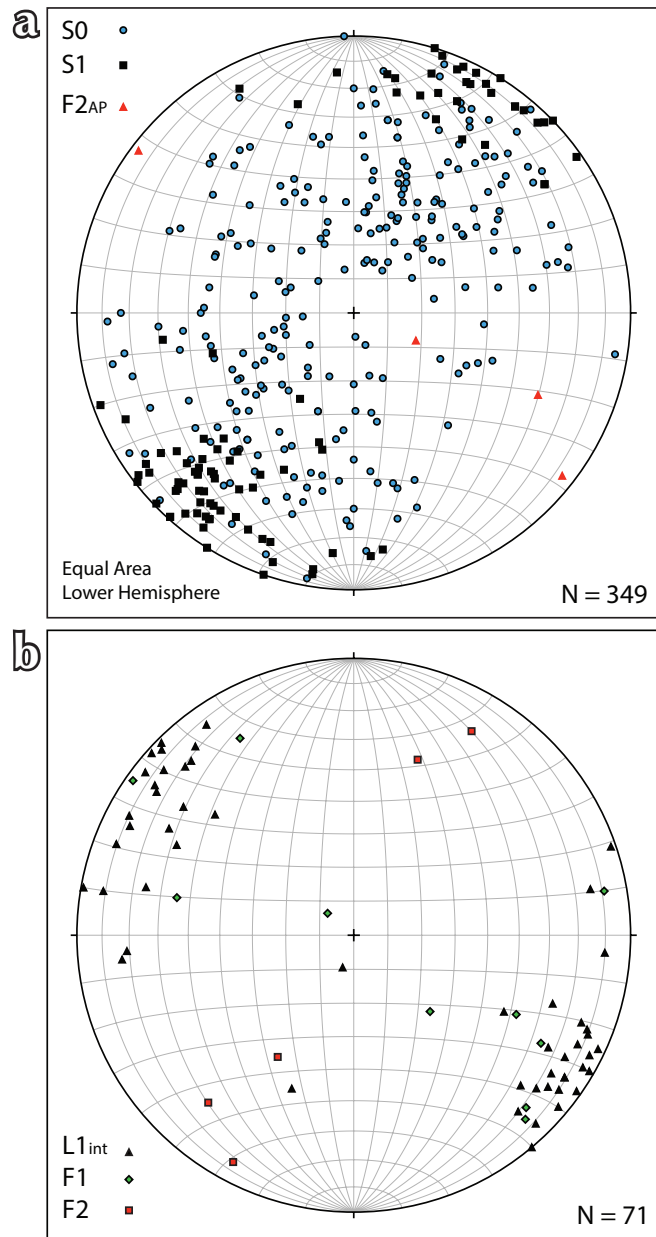 a
S0
S1
F2AP
Equal Area
Lower Hemisphere
N = 349
b
L1int
F1
F2
N = 71